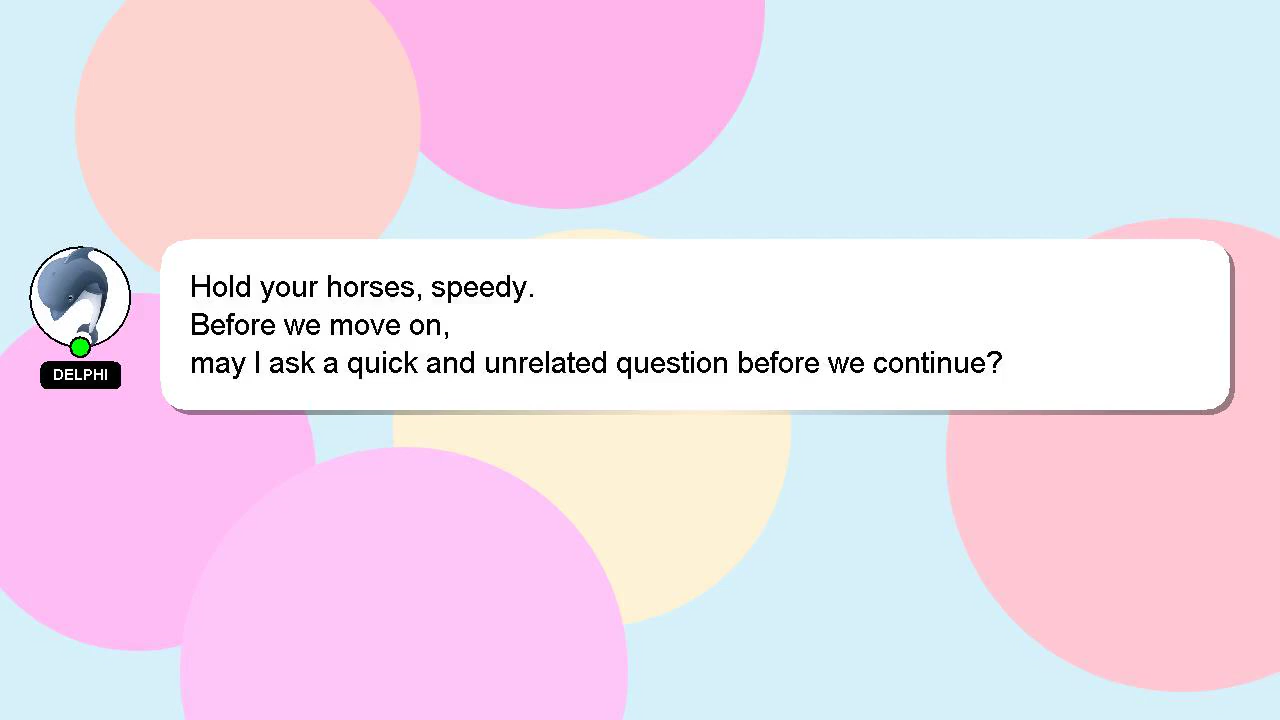 Hold your horses, speedy.
Before we move on,
may I ask a quick and unrelated question before we continue?
DELPHI